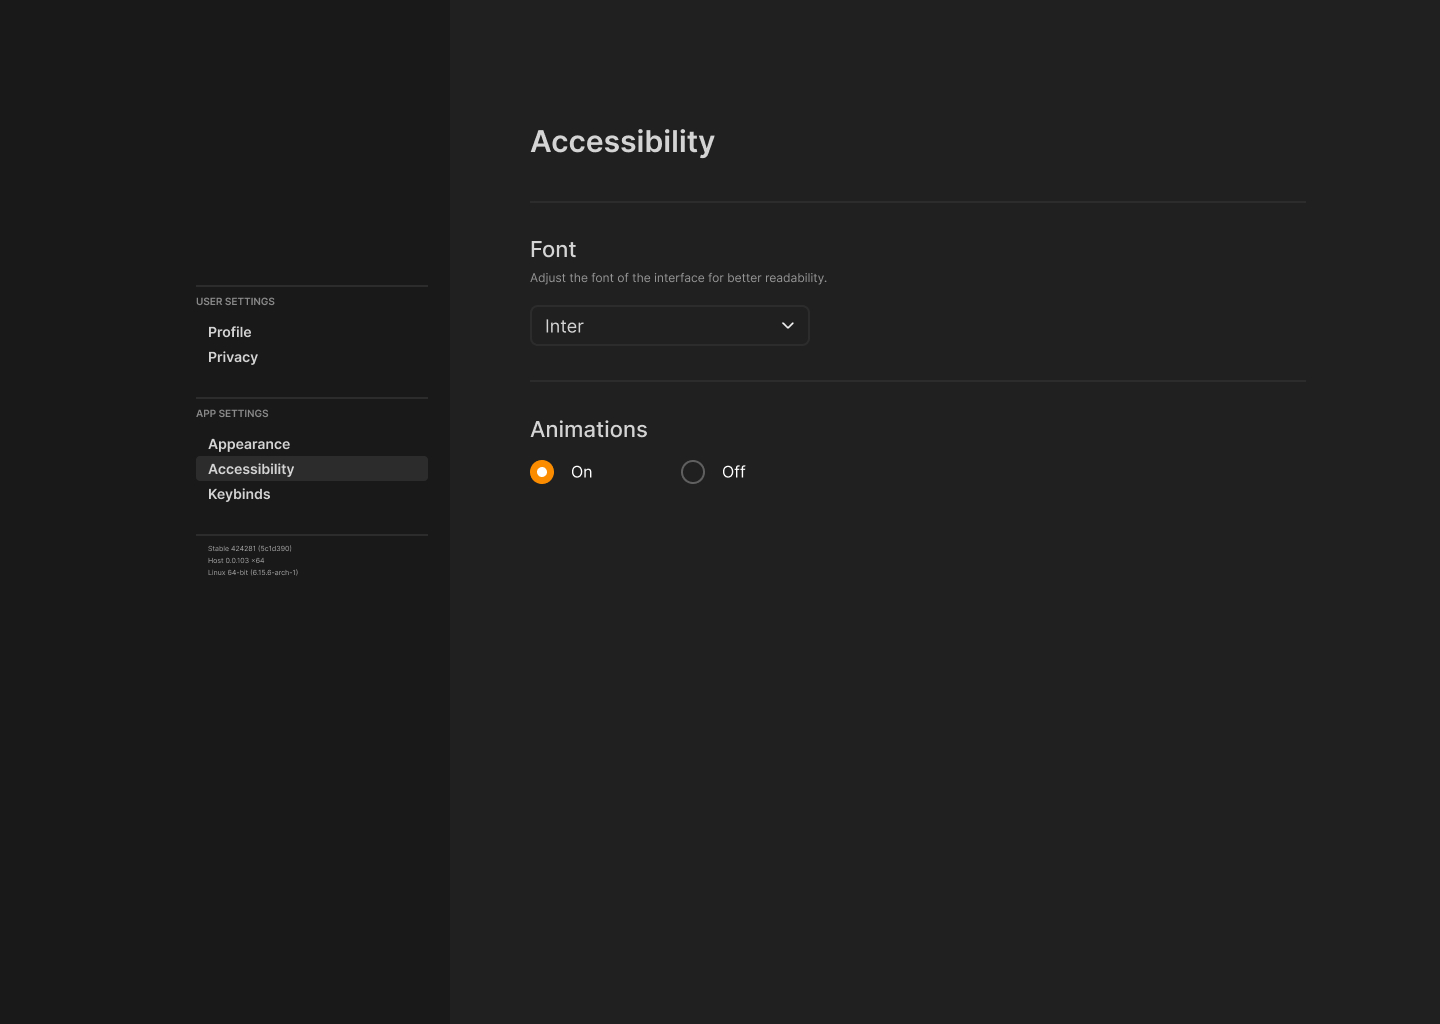 Accessibility
Font
Adjust the font of the interface for better readability.
Inter
Animations
On
Off
USER SETTINGS
Profile
Privacy
APP SETTINGS
Appearance
Accessibility
Keybinds
Stable 424281 (5c1d390)
Host 0.0.103 x64
Linux 64-bit (6.15.6-arch-1)